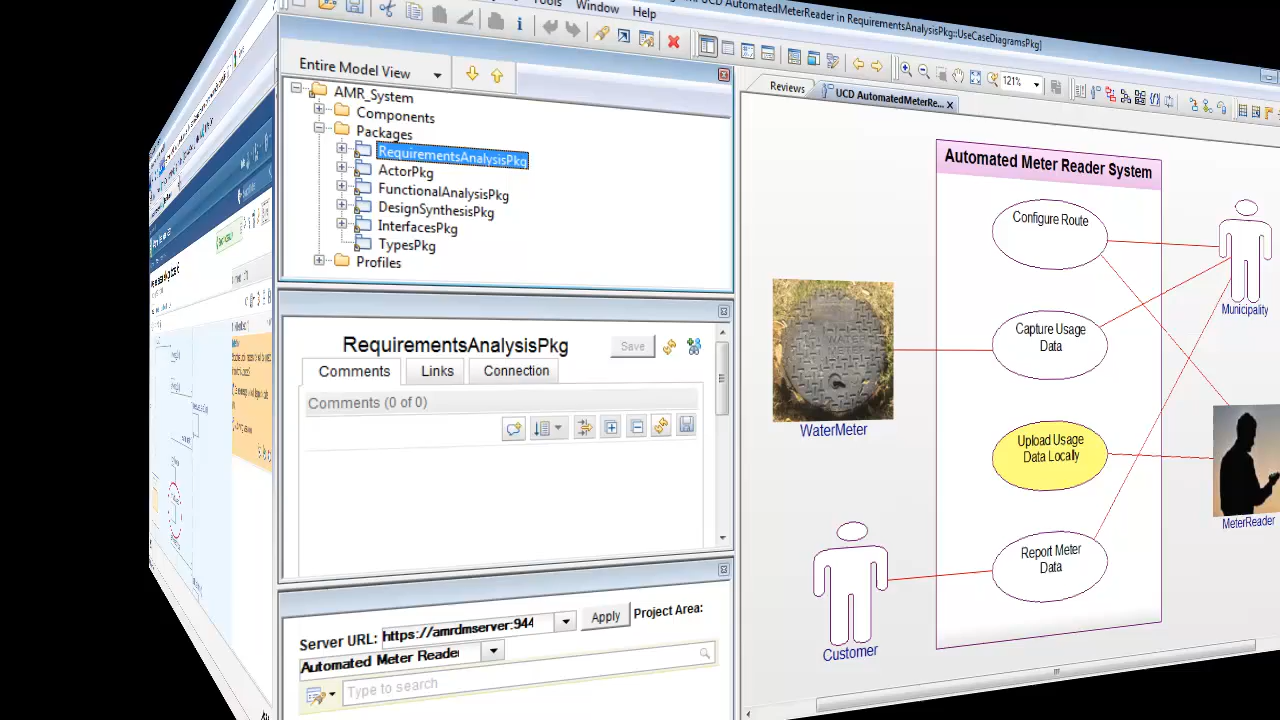 Tools Window Help
UCD AutomatedMeterReader in RequirementsAnalysisPkg::UseCaseDiagramsPkg]
Entire Model View
121%
AMR_System
Components
Packages
RequirementsAnalysisPkg
ActorPkg
FunctionalAnalysisPkg
DesignSynthesisPkg
InterfacesPkg
TypesPkg
Profiles
RequirementsAnalysisPkg
Save
Comments Links Connection
Comments (0 of 0)
Server URL: https://amrdmserver:944
Apply Project Area:
Automated Meter Reader
Type to search
Reviews UCD AutomatedMeterRe...
Automated Meter Reader System
Configure Route
Capture Usage
Data
Upload Usage
Data Locally
Report Meter
Data
WaterMeter
Customer
Municipality
MeterReader